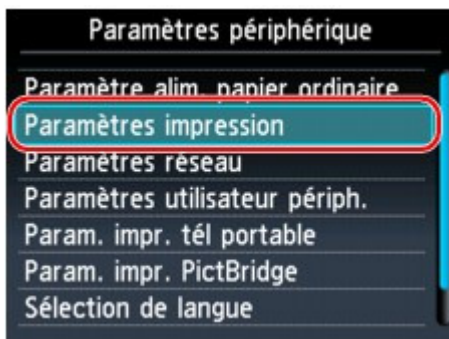 Paramètres périphérique
Paramètre alim. papier ordinaire
Paramètres impression
Paramètres réseau
Paramètres utilisateur périph.
Param. impr. tél portable
Param. impr. PictBridge
Sélection de langue